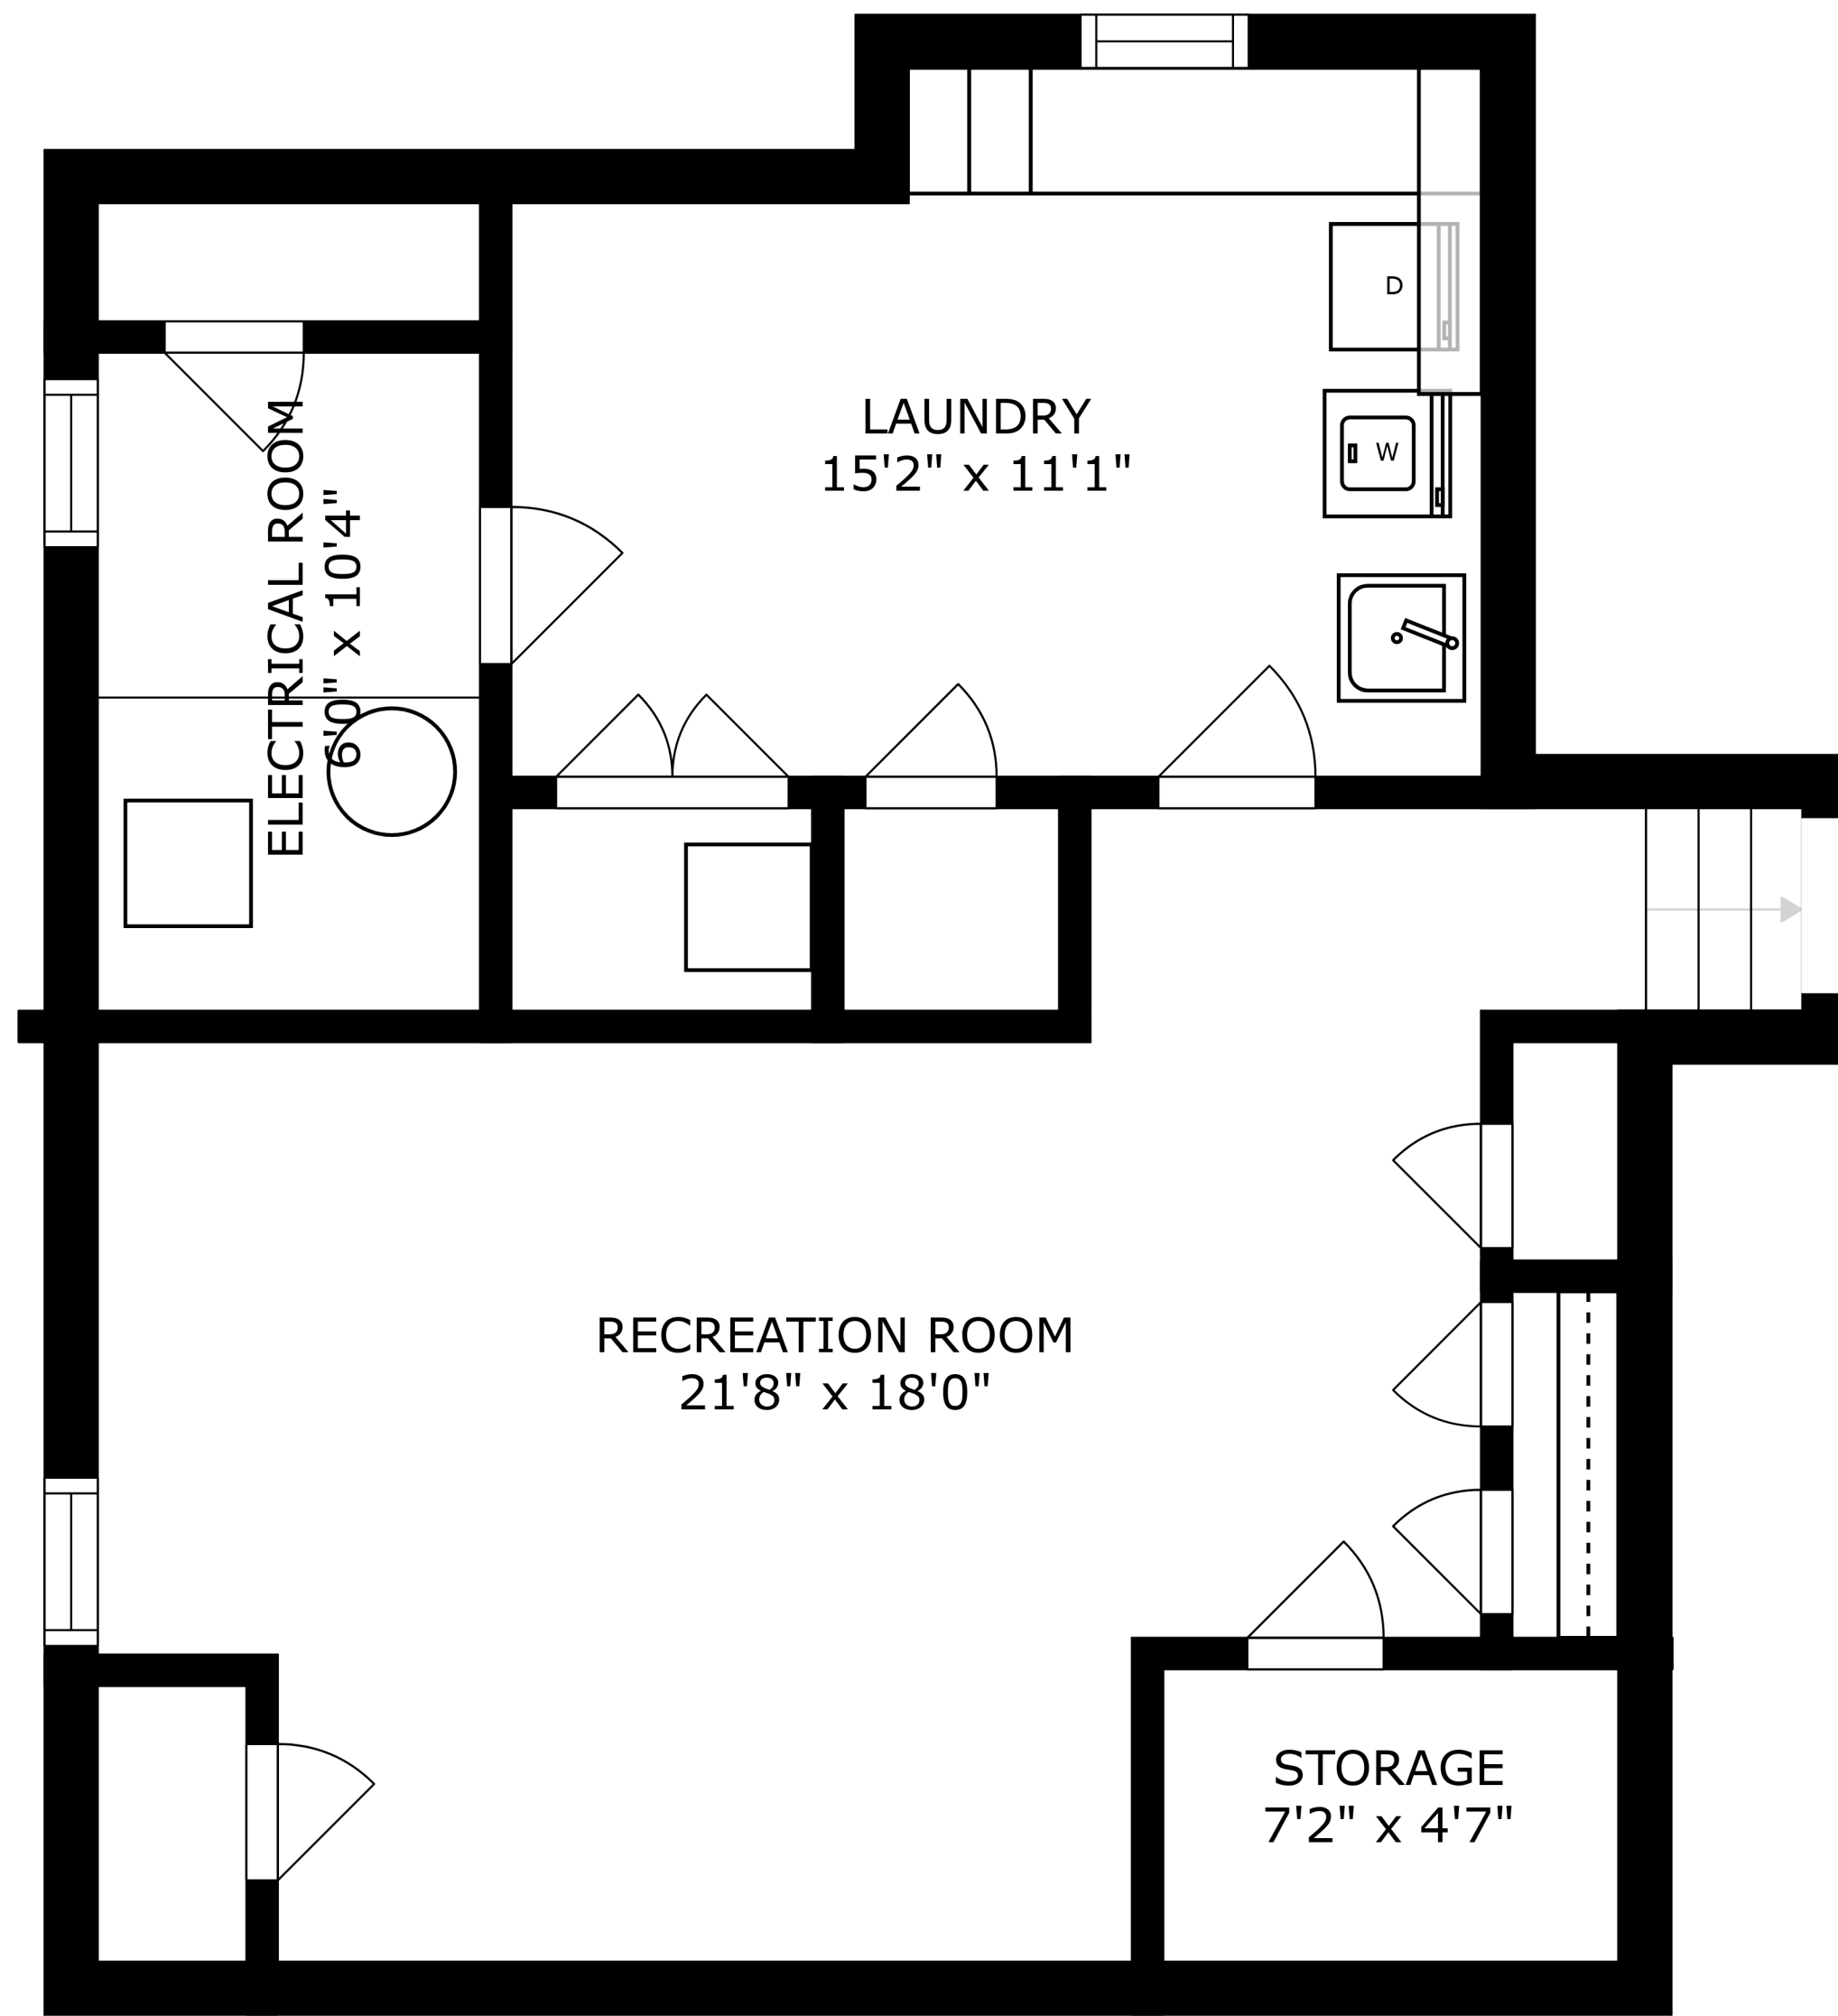 D
LAUNDRY
15'2" x 11'1"
W
ELECTRICAL ROOM
6'0" x 10'4"
RECREATION ROOM
21'8" x 18'0"
STORAGE
7'2" x 4'7"